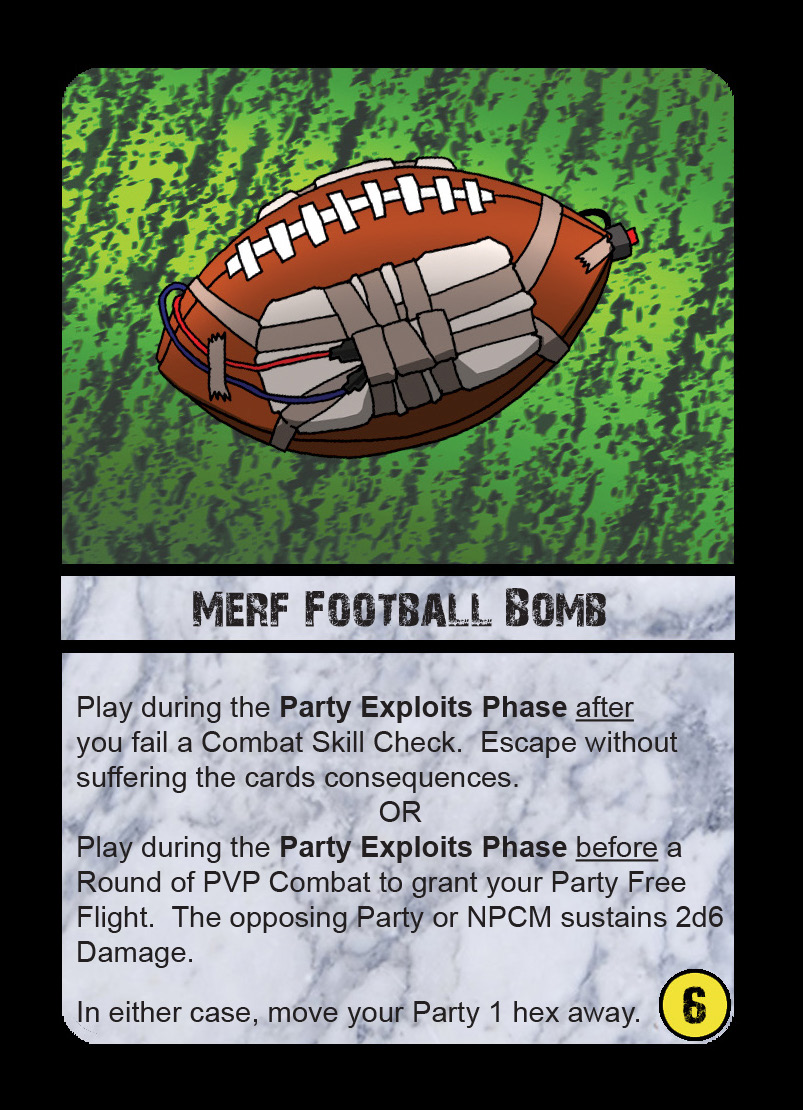 Merf Football Bomb
Play during the Party Exploits Phase after
you fail a Combat Skill Check.  Escape without
suffering the cards consequences.
OR
Play during the Party Exploits Phase before a
Round of PVP Combat to grant your Party Free
Flight.  The opposing Party or NPCM sustains 2d6
Damage.
In either case, move your Party 1 hex away.
6